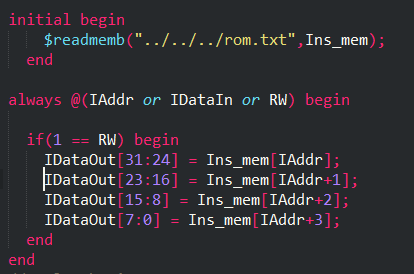 initial begin
$readmemb("../../../rom.txt",Ins_mem);
end
always @(IAddr or IDataIn or RW) begin
if(1 == RW) begin
IDataOut[31:24] = Ins_mem[IAddr];
IDataOut[23:16] = Ins_mem[IAddr+1];
IDataOut[15:8] = Ins_mem[IAddr+2];
IDataOut[7:0] = Ins_mem[IAddr+3];
end
end